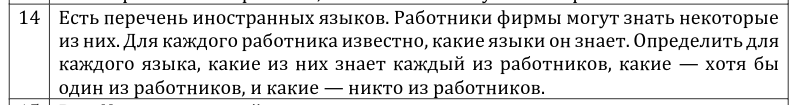 14 Есть перечень иностранных языков. Работники фирмы могут знать некоторые
из них. Для каждого работника известно, какие языки он знает. Определить для
каждого языка, какие из них знает каждый из работников, какие — хотя бы
один из работников, и какие — никто из работников.